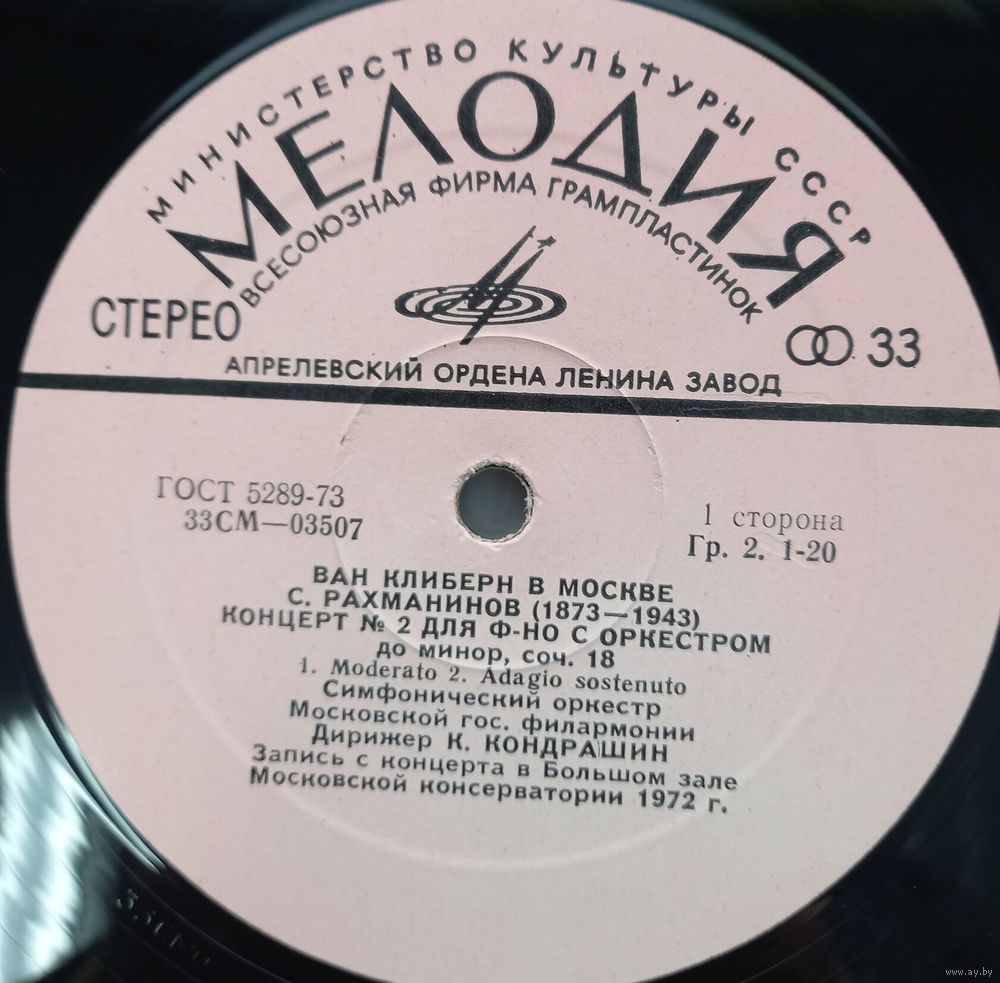 МИНИСТЕРСТВО КУЛЬТУРЫ СССР
МЕЛОДИЯ
ВСЕСОЮЗНАЯ ФИРМА ГРАМПЛАСТИНОК
СТЕРЕО
33
АПРЕЛЕВСКИЙ ОРДЕНА ЛЕНИНА ЗАВОД
ГОСТ 5289-73
33СМ—03507
1 сторона
Гр. 2. 1-20
ВАН КЛИБЕРН В МОСКВЕ
С. РАХМАНИНОВ (1873—1943)
КОНЦЕРТ № 2 ДЛЯ Ф-НО С ОРКЕСТРОМ
до минор, соч. 18
1. Moderato 2. Adagio sostenuto
Симфонический оркестр
Московской гос. филармонии
Дирижер К. КОНДРАШИН
Запись с концерта в Большом зале
Московской консерватории 1972 г.
www.ay.by